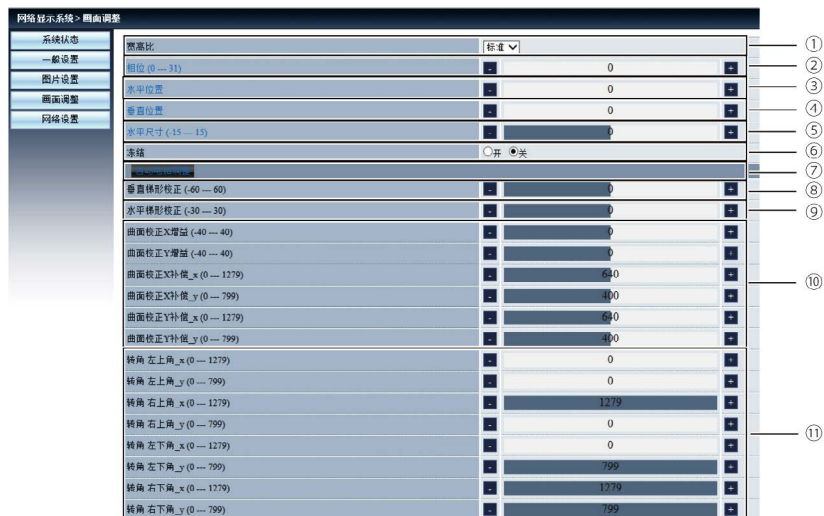 网络显示系统> 画面调整
系统状态
一般设置
图片设置
画面调整
网络设置
宽高比 标准 ①
相位 (0 --- 31) - 0 + ②
水平位置 - 0 + ③
垂直位置 - 0 + ④
水平尺寸 (-15 --- 15) - 0 + ⑤
冻结 开 关 ⑥
⑦
垂直梯形校正 (-60 --- 60) - 0 + ⑧
水平梯形校正 (-30 --- 30) - 0 + ⑨
曲面校正X增益 (-40 --- 40) - 0 +
曲面校正Y增益 (-40 --- 40) - 0 +
曲面校正X补偿_x (0 --- 1279) - 640 + ⑩
曲面校正X补偿_y (0 --- 799) - 400 +
曲面校正Y补偿_x (0 --- 1279) - 640 +
曲面校正Y补偿_y (0 --- 799) - 400 +
转角 左上角_x (0 --- 1279) - 0 +
转角 左上角_y (0 --- 799) - 0 +
转角 右上角_x (0 --- 1279) - 1279 +
转角 右上角_y (0 --- 799) - 0 +
转角 左下角_x (0 --- 1279) - 0 + ⑪
转角 左下角_y (0 --- 799) - 799 +
转角 右下角_x (0 --- 1279) - 1279 +
转角 右下角_y (0 --- 799) - 799 +